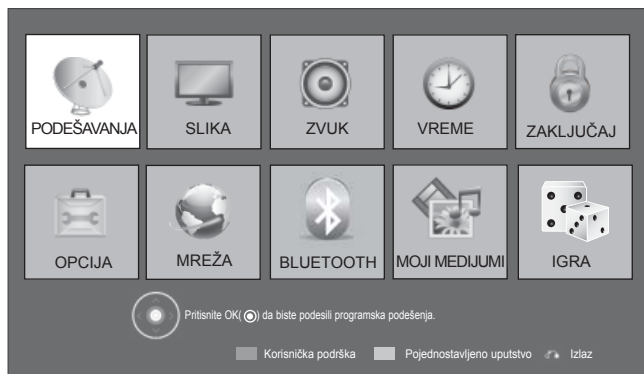 PODEŠAVANJA SLIKA ZVUK VREME ZAKLJUČAJ
OPCIJA MREŽA BLUETOOTH MOJI MEDIJUMI IGRA
Pritisnite OK(◉) da biste podesili programska podešenja.
Korisnička podrška Pojednostavljeno uputstvo Izlaz